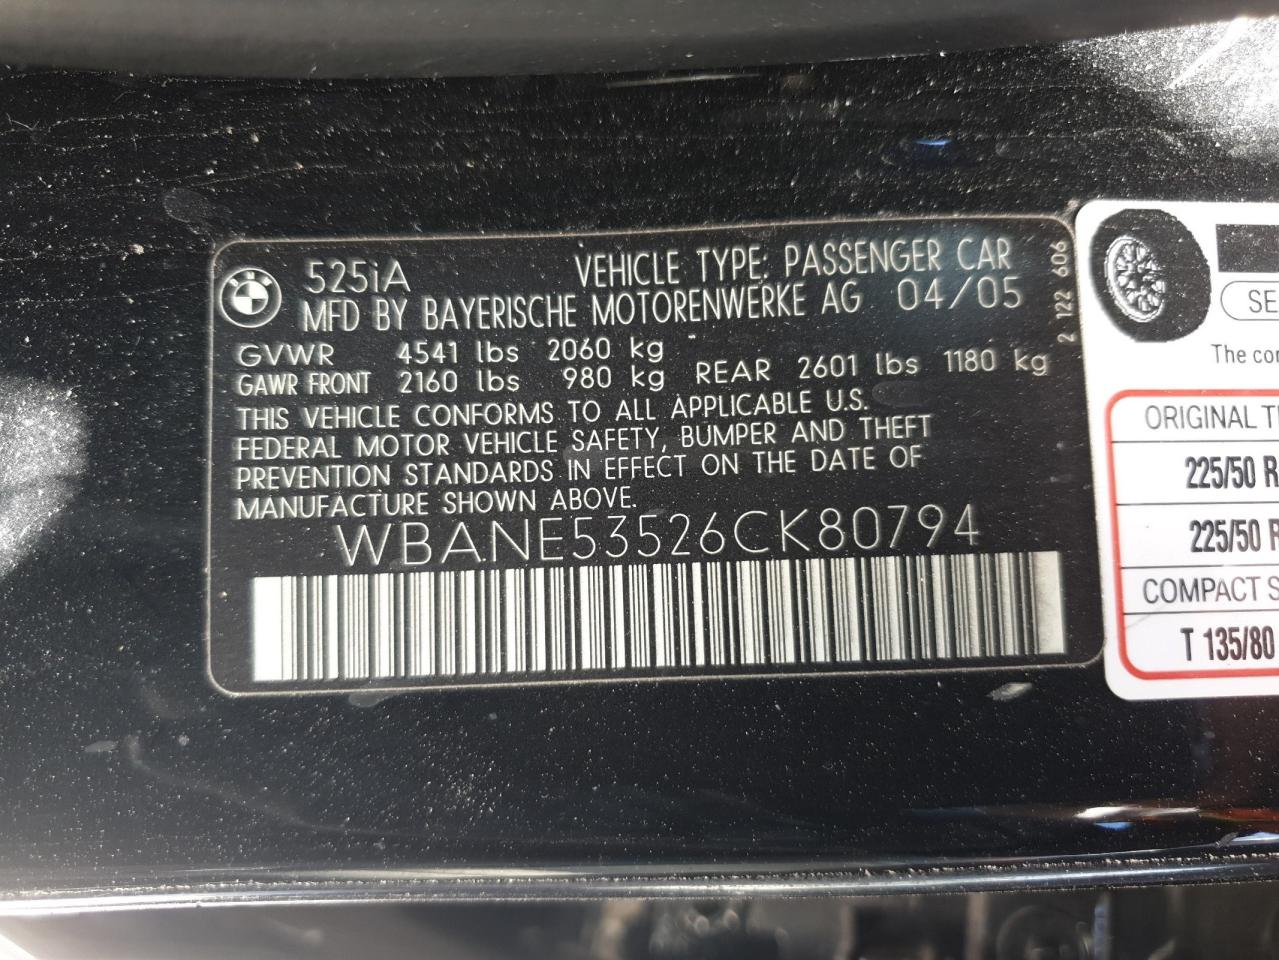 525iA VEHICLE TYPE: PASSENGER CAR
MFD BY BAYERISCHE MOTORENWERKE AG 04/05
GVWR 4541 lbs 2060 kg
GAWR FRONT 2160 lbs 980 kg REAR 2601 lbs 1180 kg
THIS VEHICLE CONFORMS TO ALL APPLICABLE U.S.
FEDERAL MOTOR VEHICLE SAFETY, BUMPER AND THEFT
PREVENTION STANDARDS IN EFFECT ON THE DATE OF
MANUFACTURE SHOWN ABOVE.
WBANE53526CK80794
2 122 606
The
ORIGINAL
225/50
225/50
COMPACT
T 135/80